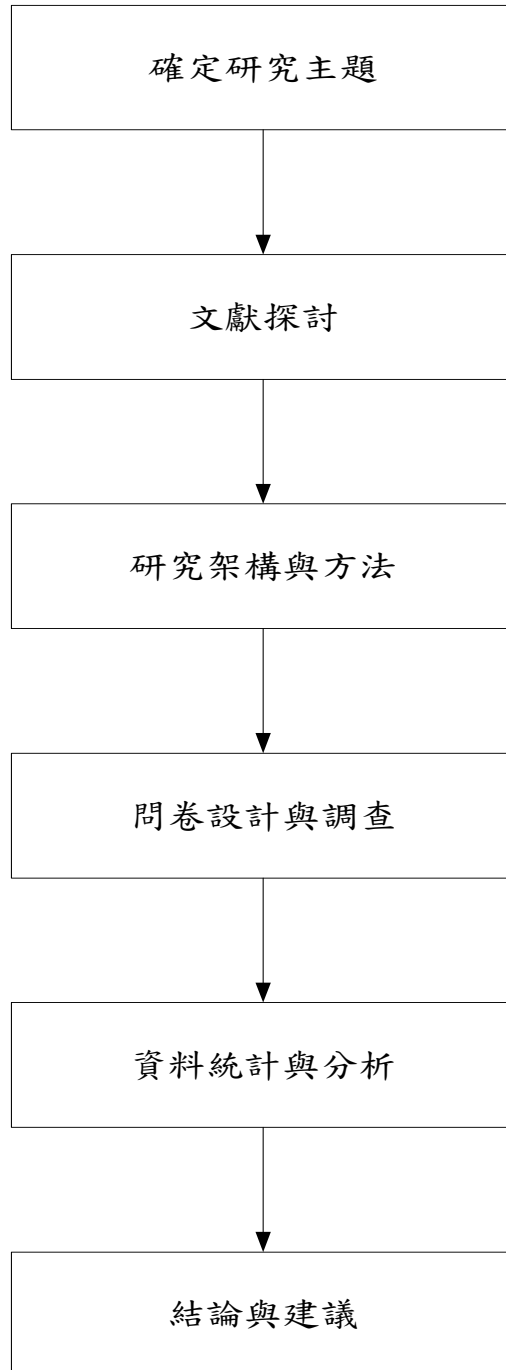 確定研究主題
文獻探討
研究架構與方法
問卷設計與調查
資料統計與分析
結論與建議